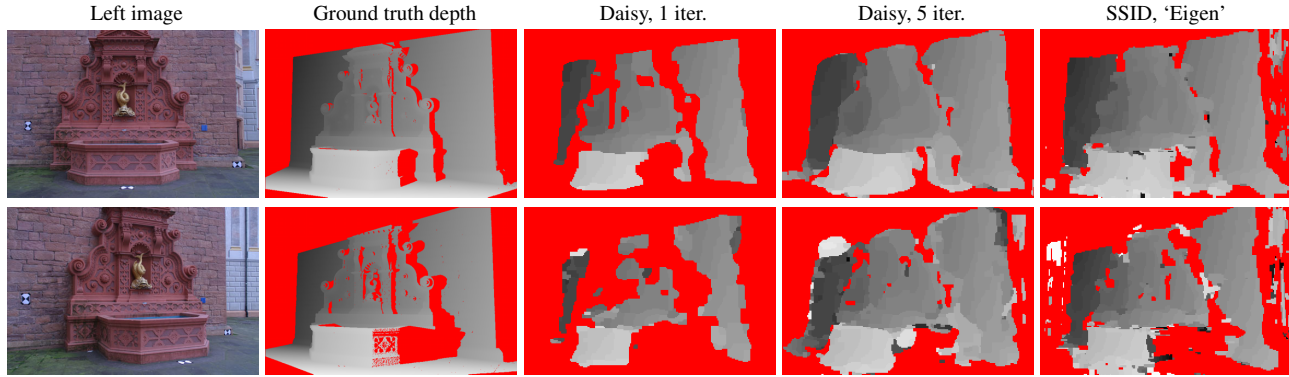 Left image
Ground truth depth
Daisy, 1 iter.
Daisy, 5 iter.
SSID, ‘Eigen’